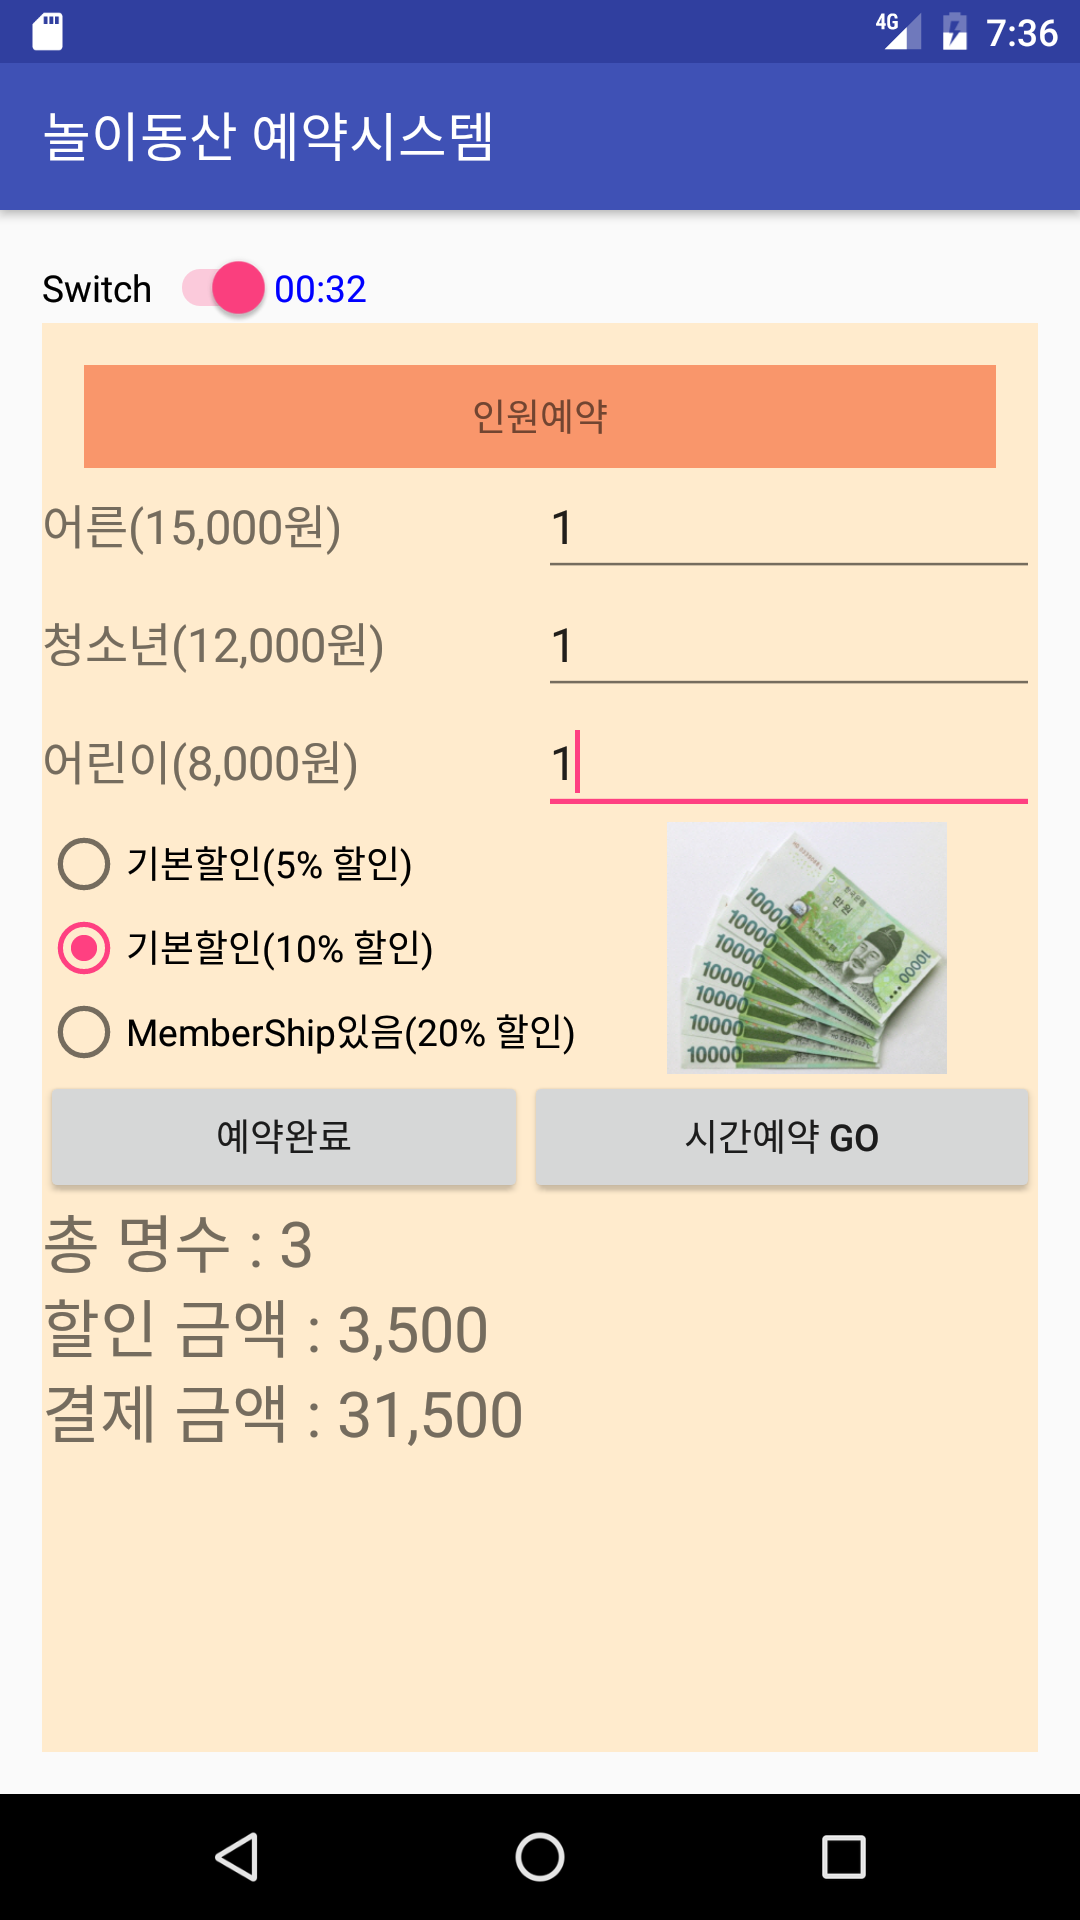 4G 7:36
놀이동산 예약시스템
Switch 00:32
인원예약
어른(15,000원) 1
청소년(12,000원) 1
어린이(8,000원) 1
기본할인(5% 할인)
기본할인(10% 할인)
MemberShip있음(20% 할인)
10000
10000
10000
10000
10000
10000
10000
만원
10000
예약완료 시간예약 GO
총 명수 : 3
할인 금액 : 3,500
결제 금액 : 31,500